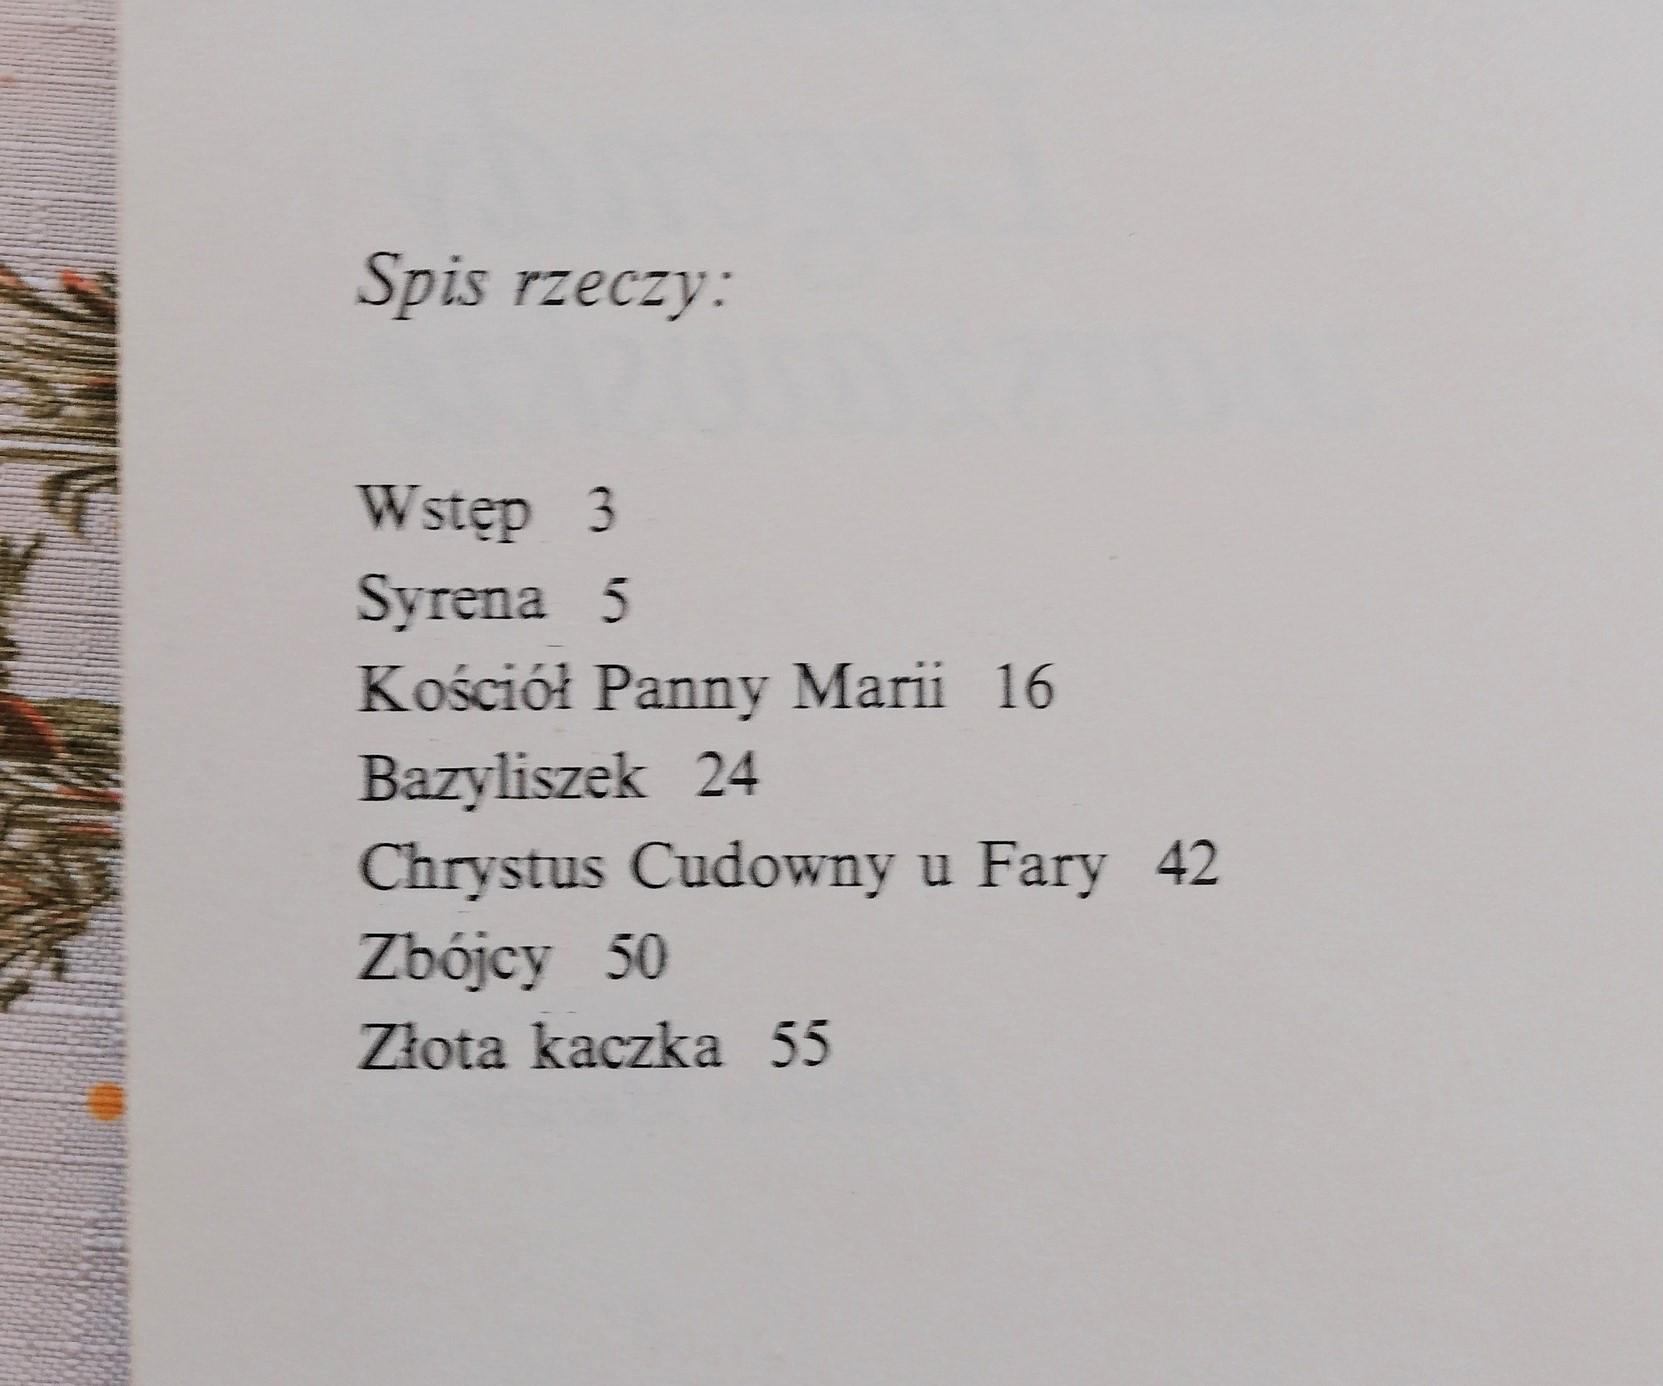 Spis rzeczy:
Wstęp 3
Syrena 5
Kościół Panny Marii 16
Bazyliszek 24
Chrystus Cudowny u Fary 42
Zbójcy 50
Złota kaczka 55